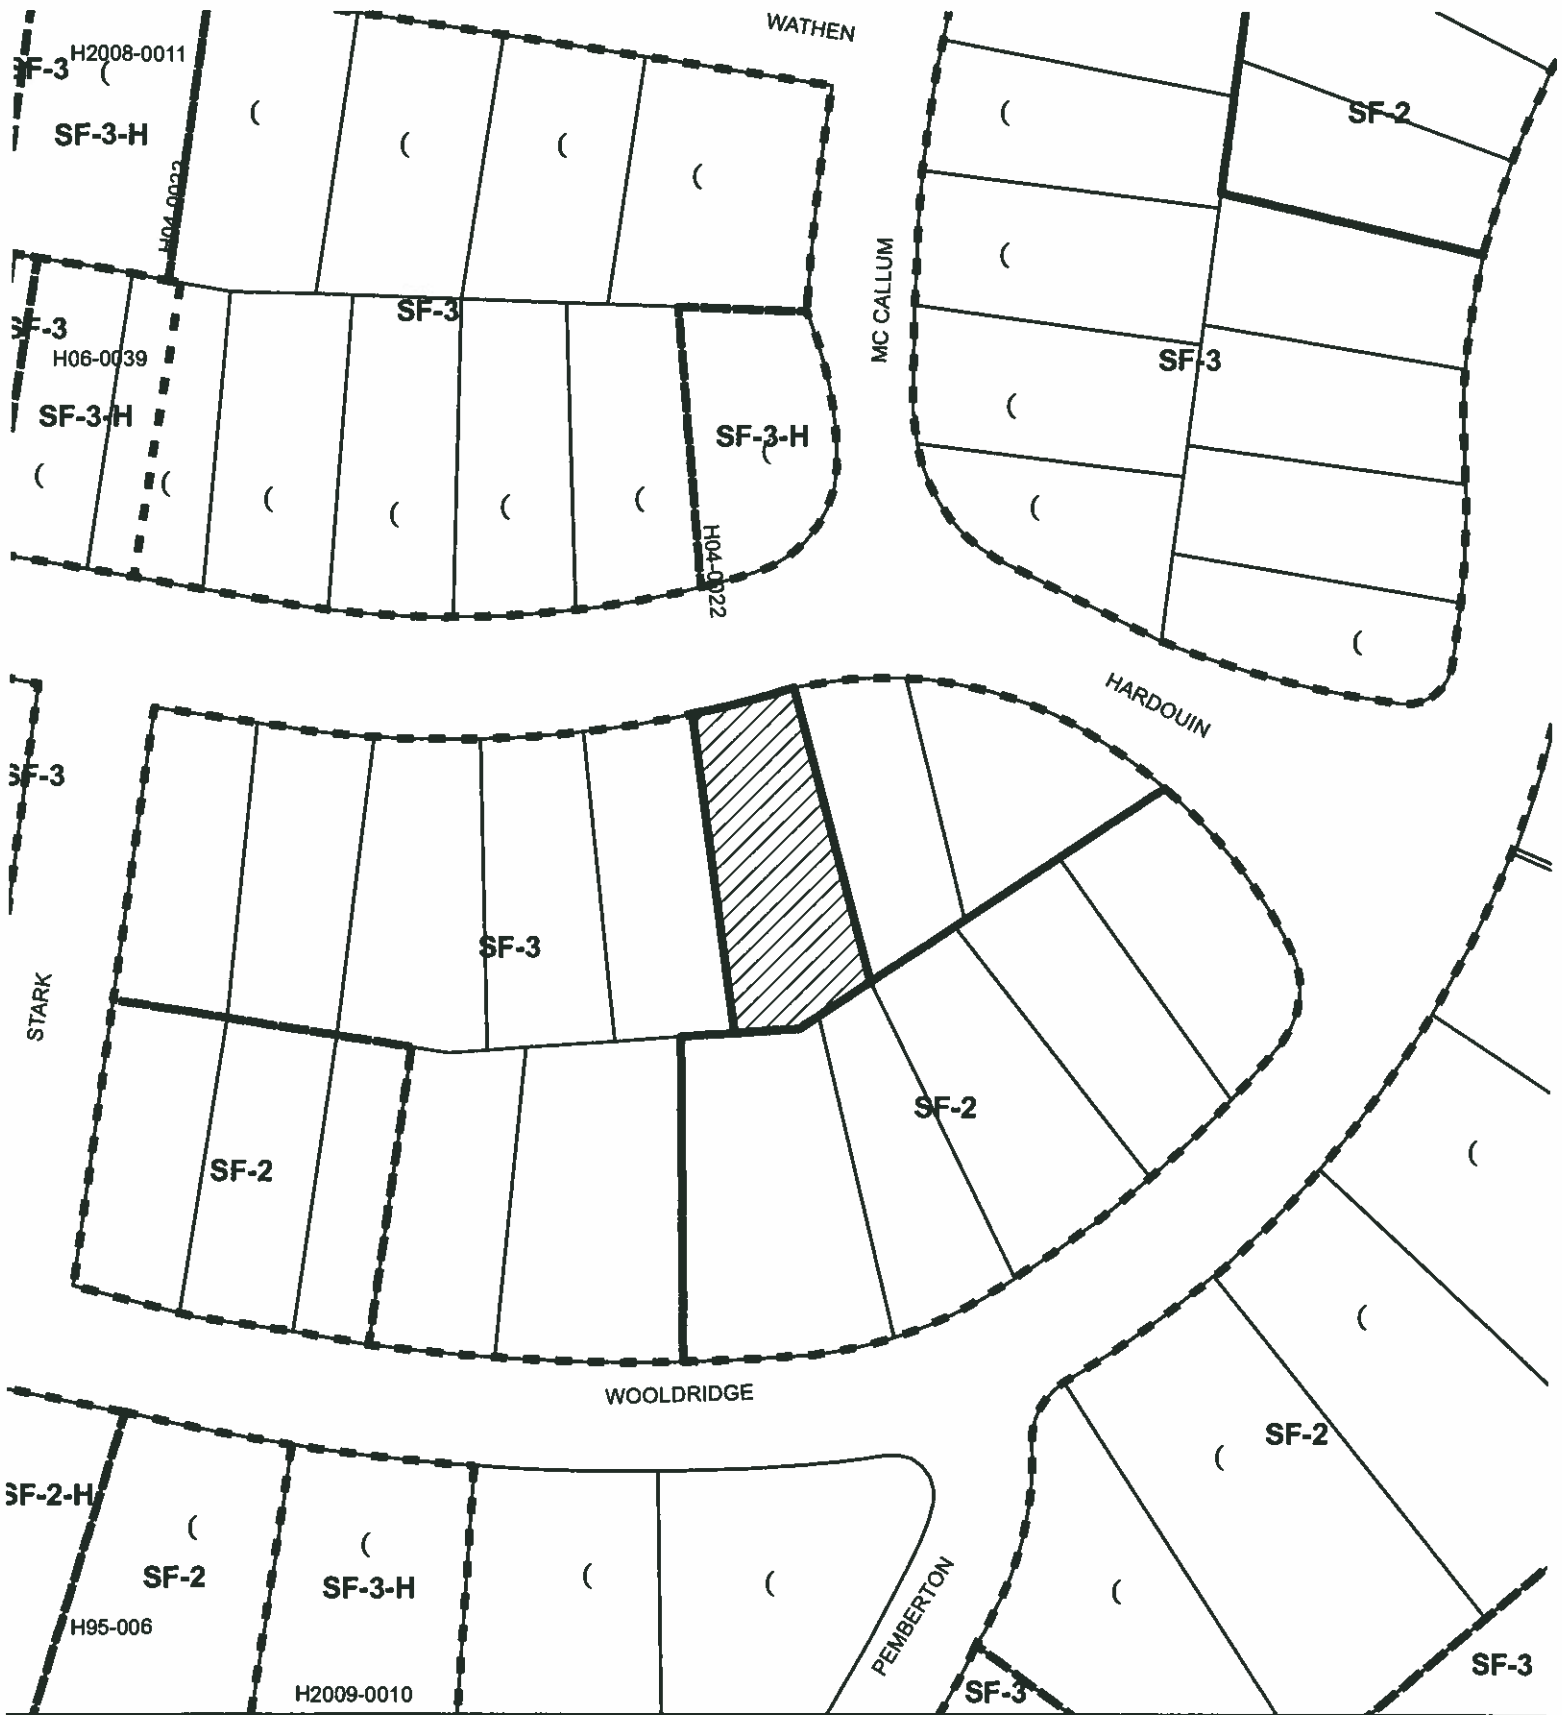 WATHEN
H2008-0011
SF-3
SF-3-H
SF-2
H04-0022
MC CALLUM
SF-3
SF-3
H06-0039
SF-3
SF-3-H
SF-3-H
H04-0022
HARDOUIN
SF-3
SF-3
STARK
SF-2
SF-2
WOOLDRIDGE
SF-2
SF-2-H
SF-2
SF-3-H
PEMBERTON
H95-006
SF-3
SF-3
H2009-0010